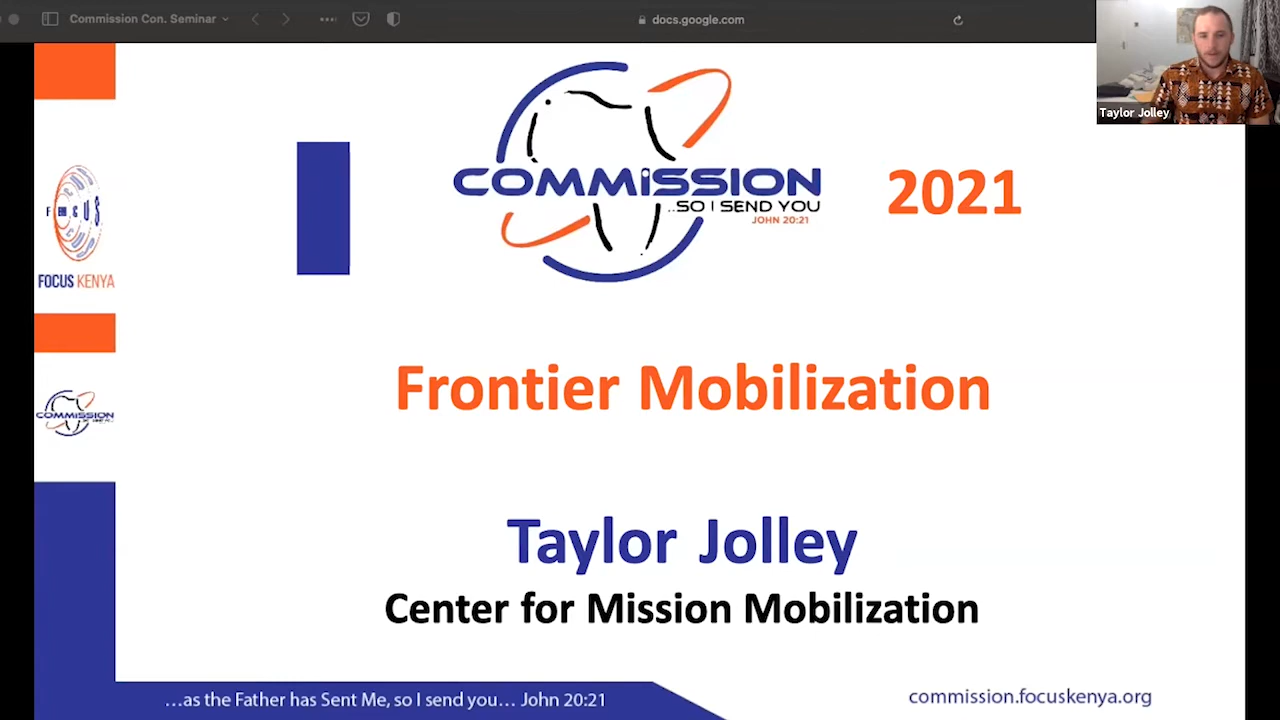 Commission Con. Seminar
docs.google.com
Taylor Jolley
COMMiSSION
..SO I SEND YOU
JOHN 20:21
2021
FOCUS KENYA
COMMiSSION
Frontier Mobilization
Taylor Jolley
Center for Mission Mobilization
...as the Father has Sent Me, so I send you... John 20:21
commission.focuskenya.org